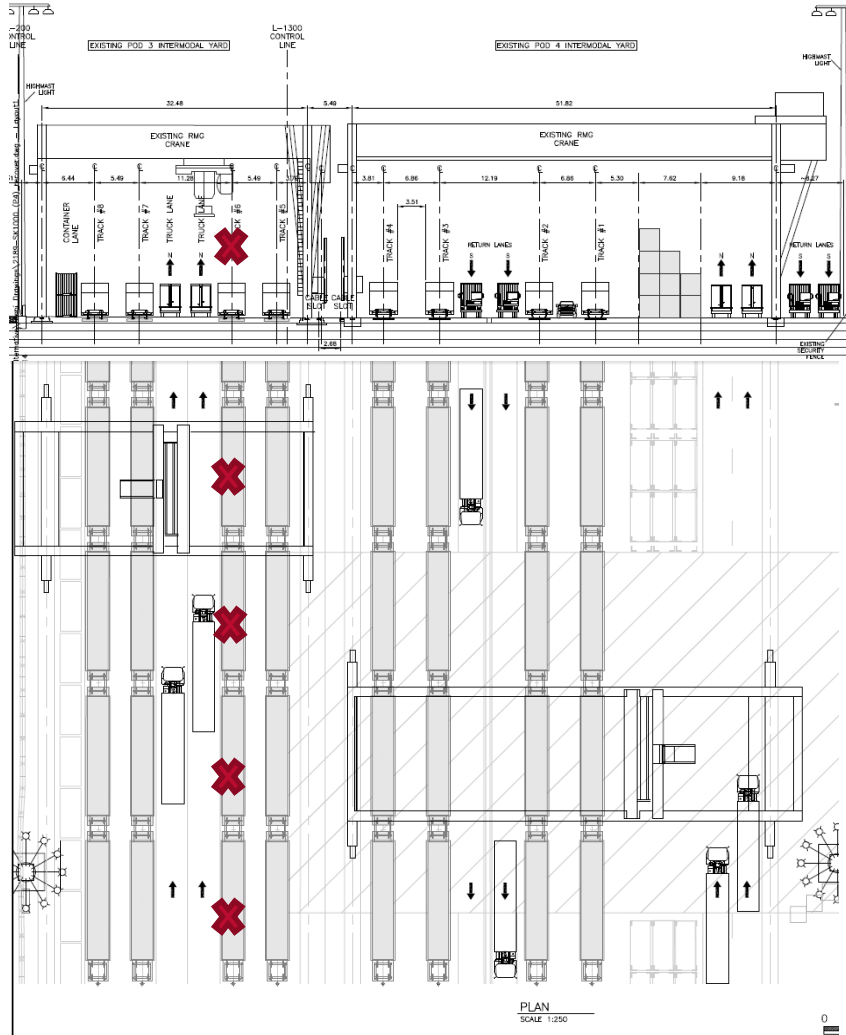 L-200
CONTROL
LINE
EXISTING POD 3 INTERMODAL YARD
L-1300
CONTROL
LINE
EXISTING POD 4 INTERMODAL YARD
HIGHMAST
LIGHT
HIGHMAST
LIGHT
32.48
5.49
51.82
EXISTING RMG
CRANE
EXISTING RMG
CRANE
6.44
5.49
11.28
5.49
3.81
6.86
12.19
6.86
5.30
7.62
9.18
~8.27
3.51
CONTAINER
LANE
TRACK #8
TRACK #7
TRUCK LANE
TRUCK LANE
TRACK #6
TRACK #5
TRACK #4
TRACK #3
TRACK #2
TRACK #1
RETURN LANES
RETURN LANES
N
N
S
S
N
N
S
S
CABLE
SLOT
CABLE
SLOT
2.68
EXISTING
SECURITY
FENCE
PLAN
SCALE 1:250
0